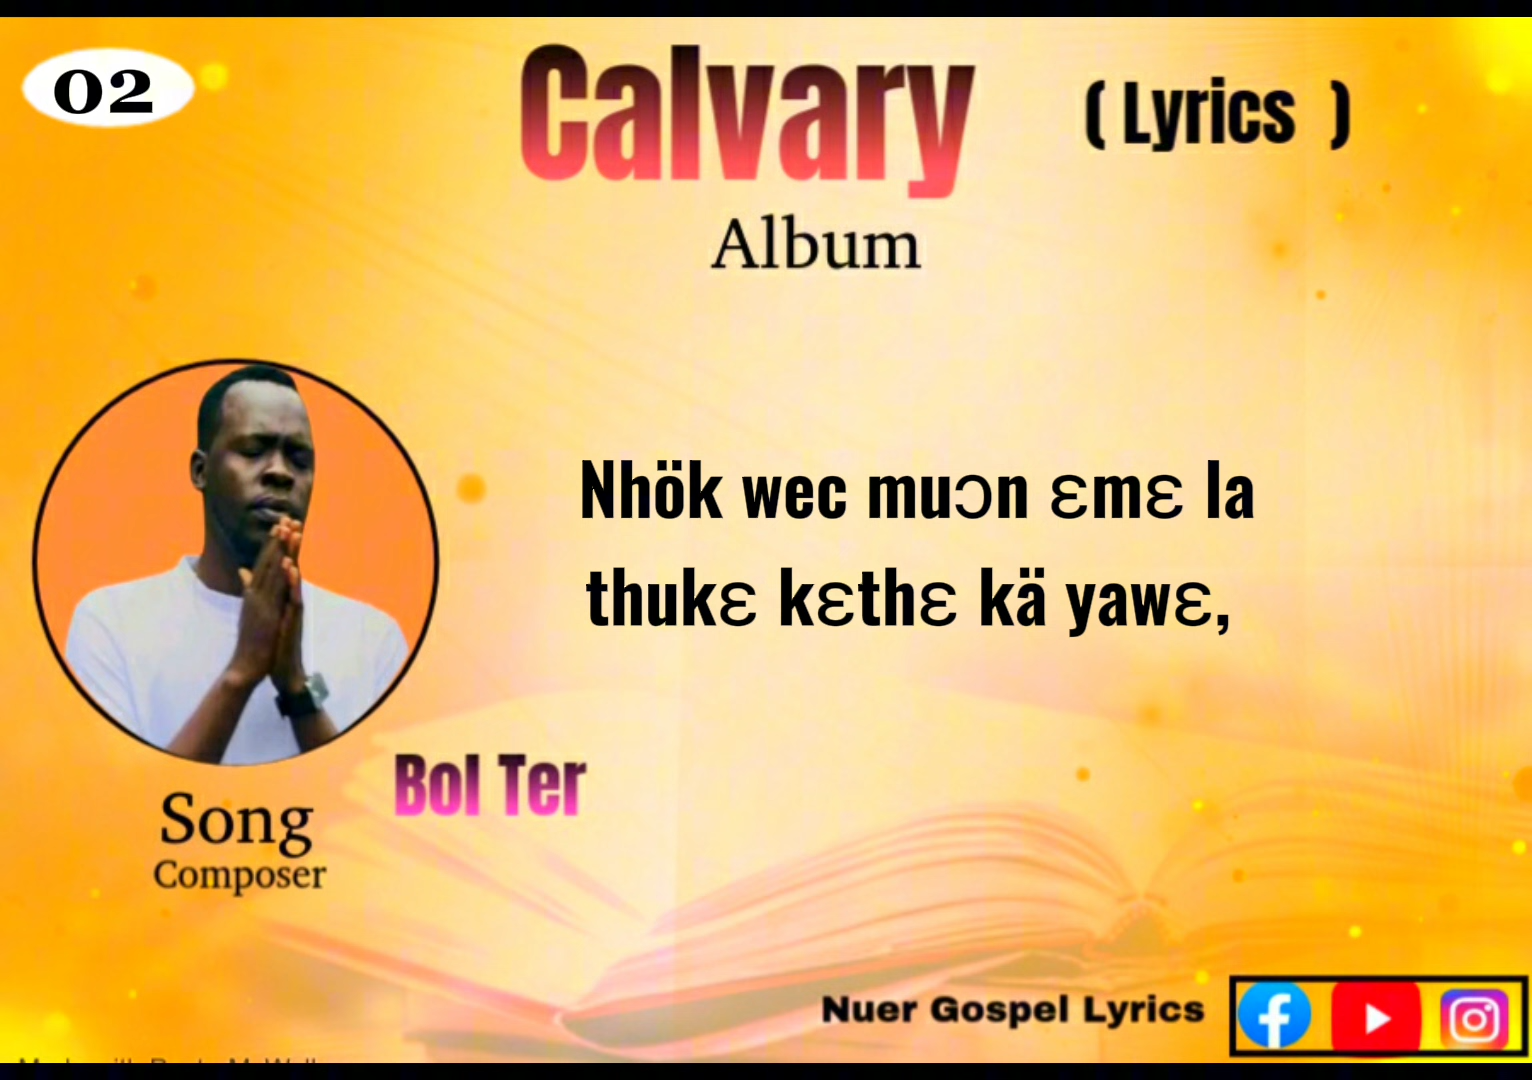 02
Calvary
( Lyrics )
Album
Nhök wec muɔn ɛmɛ la
thukɛ kɛthɛ kä yawɛ,
Bol Ter
Song
Composer
Nuer Gospel Lyrics